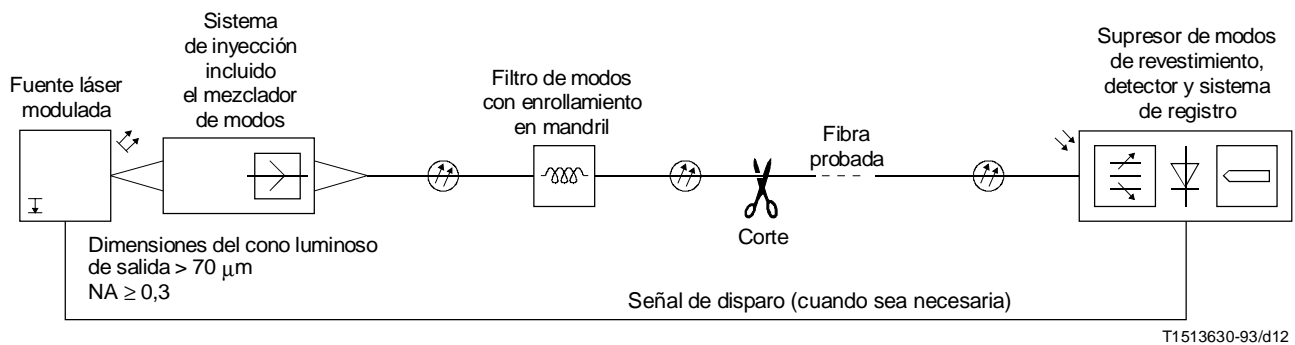 Fuente láser
modulada
Sistema
de inyección
incluido
el mezclador
de modos
Filtro de modos
con enrollamiento
en mandril
Fibra
probada
Supresor de modos
de revestimiento,
detector y sistema
de registro
Corte
Dimensiones del cono luminoso
de salida > 70 μm
NA ≥ 0,3
Señal de disparo (cuando sea necesaria)
T1513630-93/d12